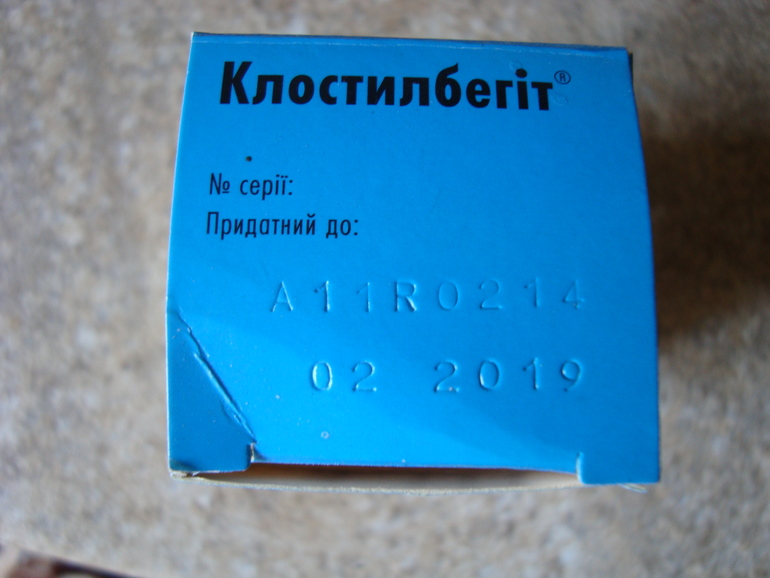 Клостилбегіт®
№ серії:
Придатний до:
A11R0214
02 2019